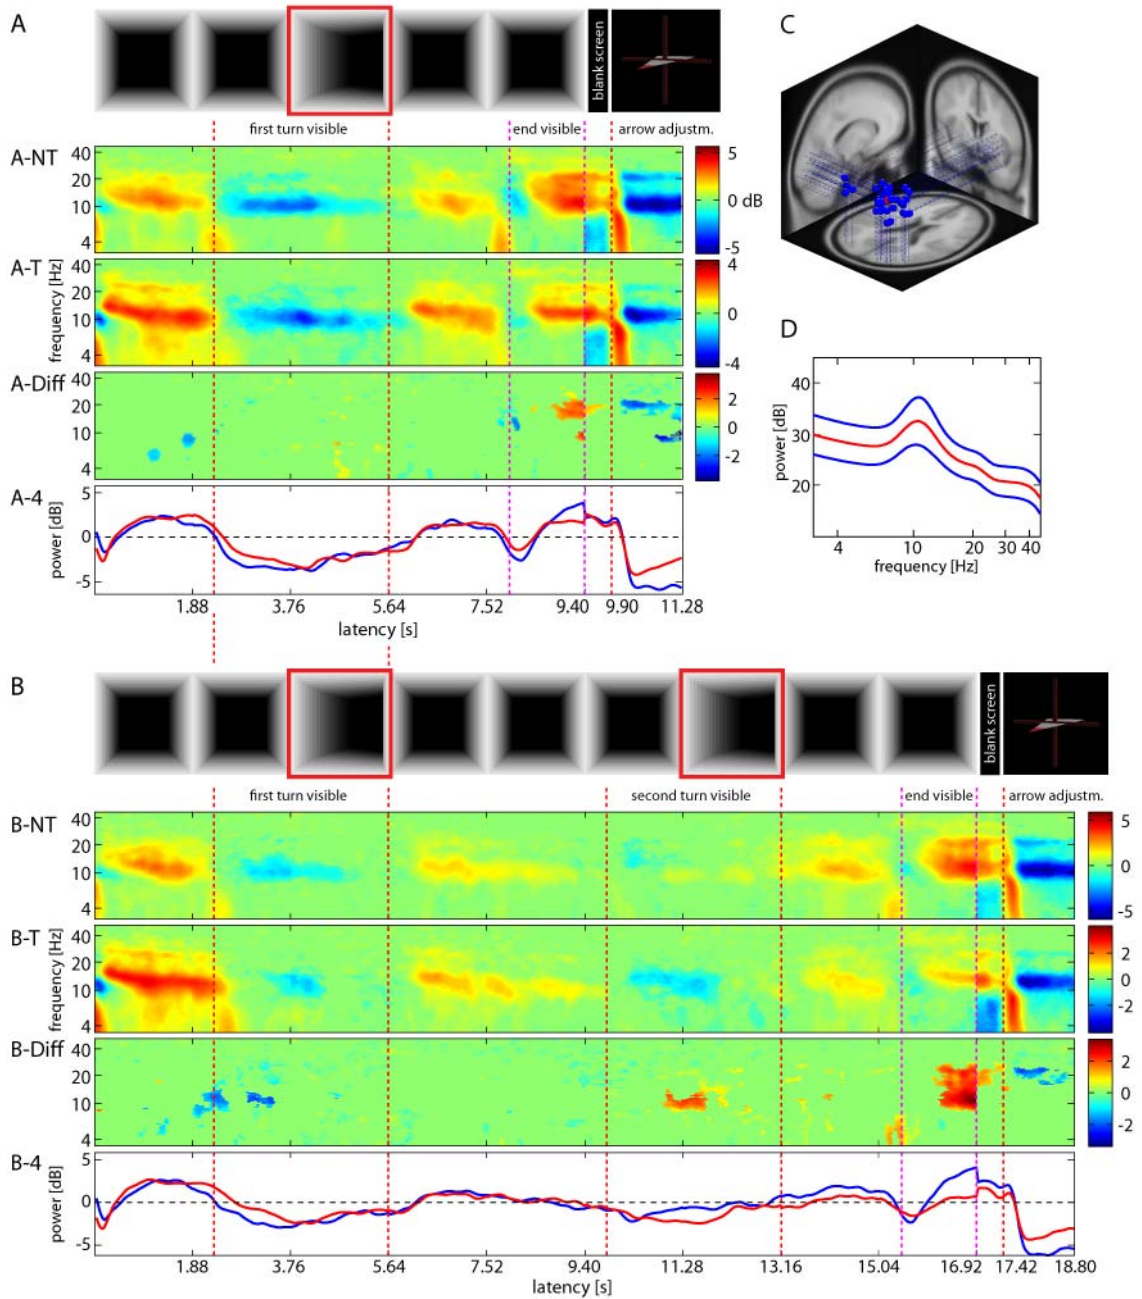 A
blank screen
C
first turn visible
end visible
arrow adjustm.
A-NT
40
20
10
4
5
0 dB
-5
A-T
frequency [Hz]
40
20
10
4
4
0
-4
D
A-Diff
40
20
10
4
2
0
-2
power [dB]
40
30
20
4
10
20
30
40
frequency [Hz]
A-4
power [dB]
5
0
-5
1.88
3.76
5.64
7.52
9.40
9.90
11.28
latency [s]
B
blank screen
first turn visible
second turn visible
end visible
arrow adjustm.
B-NT
40
20
10
4
5
0
-5
B-T
frequency [Hz]
40
20
10
4
2
0
-2
B-Diff
40
20
10
4
2
0
-2
B-4
power [dB]
5
0
-5
1.88
3.76
5.64
7.52
9.40
11.28
13.16
15.04
16.92
17.42
18.80
latency [s]